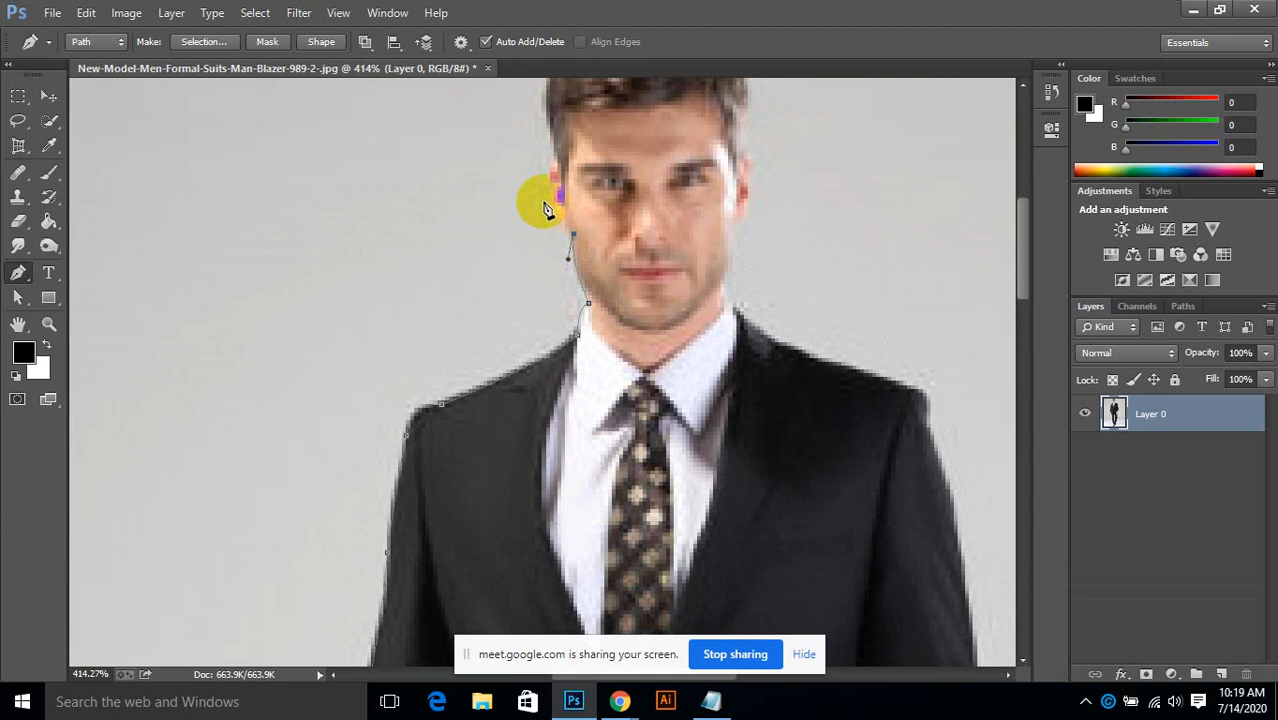 Ps File Edit Image Layer Type Select Filter View Window Help
Path Make: Selection... Mask Shape Auto Add/Delete Align Edges Essentials
New-Model-Men-Formal-Suits-Man-Blazer-989-2-.jpg @ 414% (Layer 0, RGB/8#) * ×
Color Swatches
R 0
G 0
B 0
Adjustments Styles
Add an adjustment
Layers Channels Paths
Kind
Normal Opacity: 100%
Lock: Fill: 100%
Layer 0
meet.google.com is sharing your screen. Stop sharing Hide
414.27% Doc: 663.9K/663.9K
Search the web and Windows
Ps Ai
10:19 AM
7/14/2020